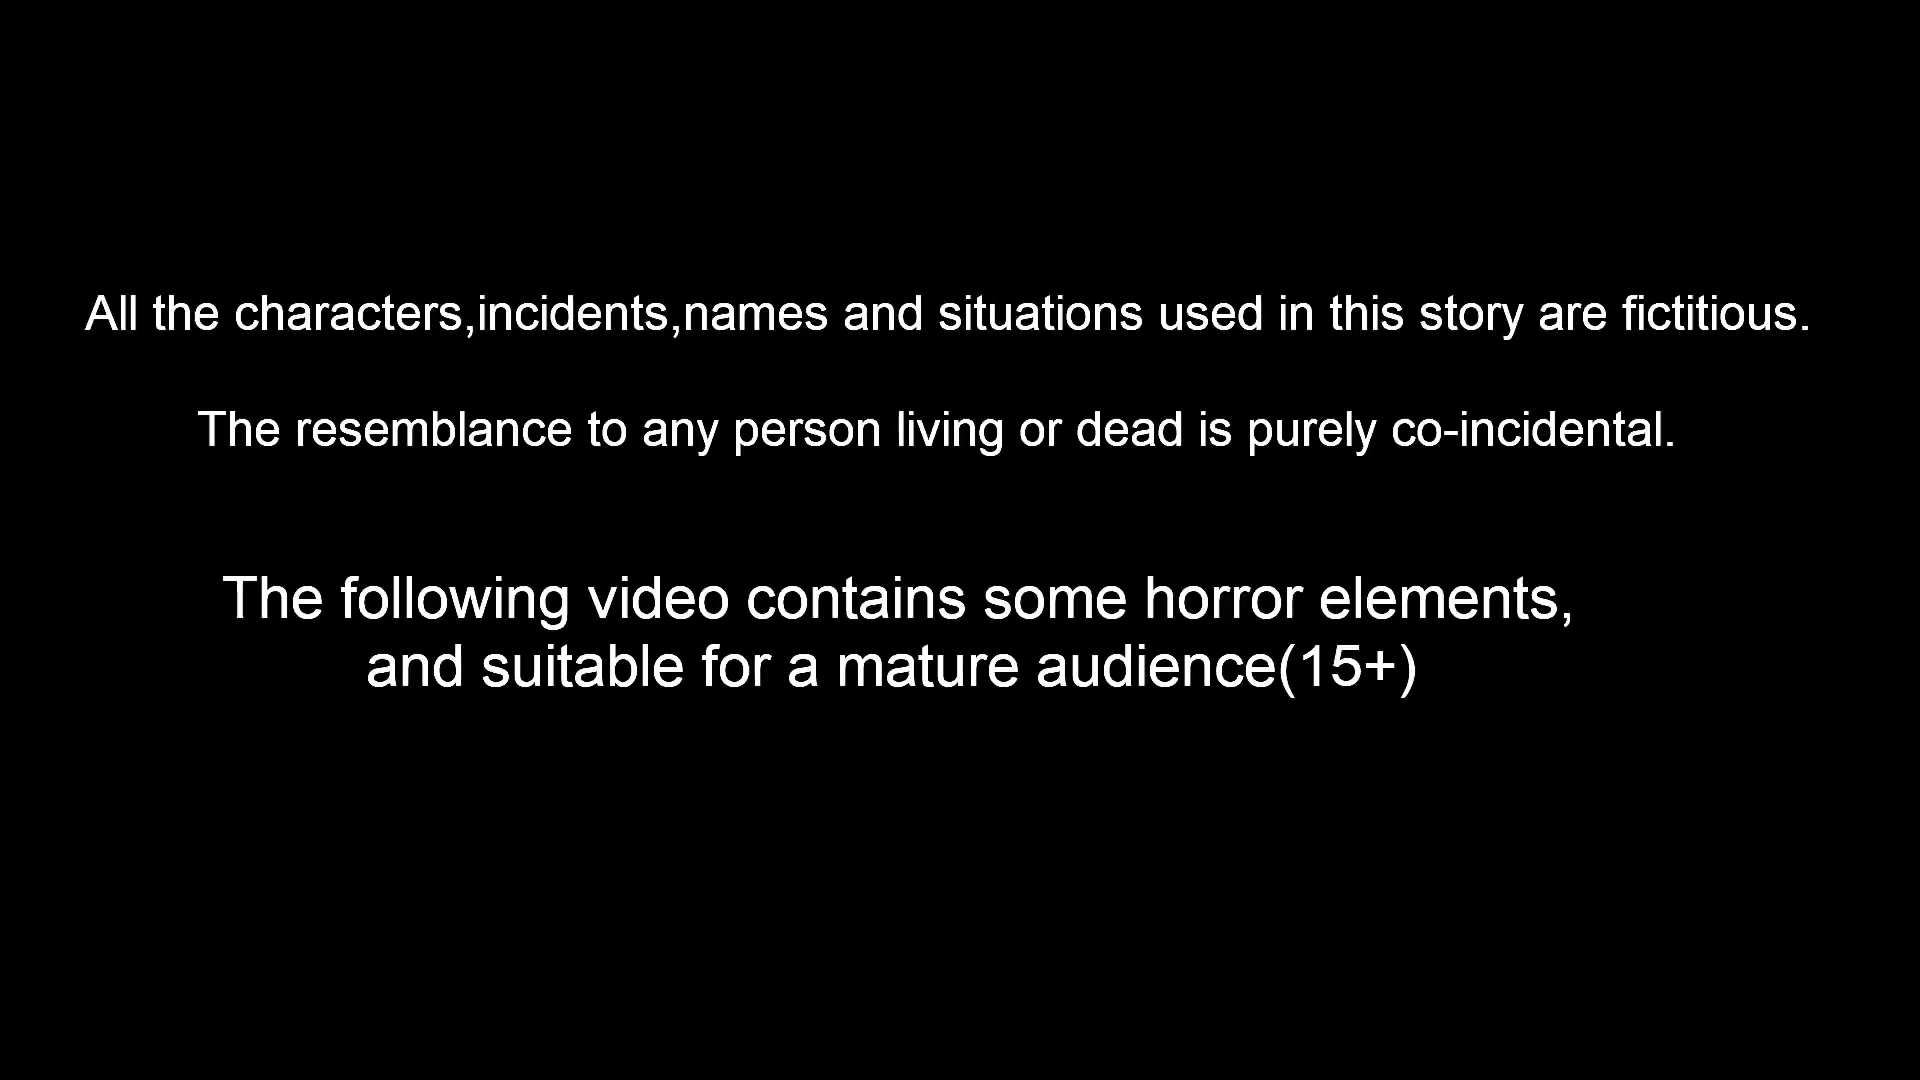 All the characters,incidents,names and situations used in this story are fictitious.
The resemblance to any person living or dead is purely co-incidental.
The following video contains some horror elements,
and suitable for a mature audience(15+)